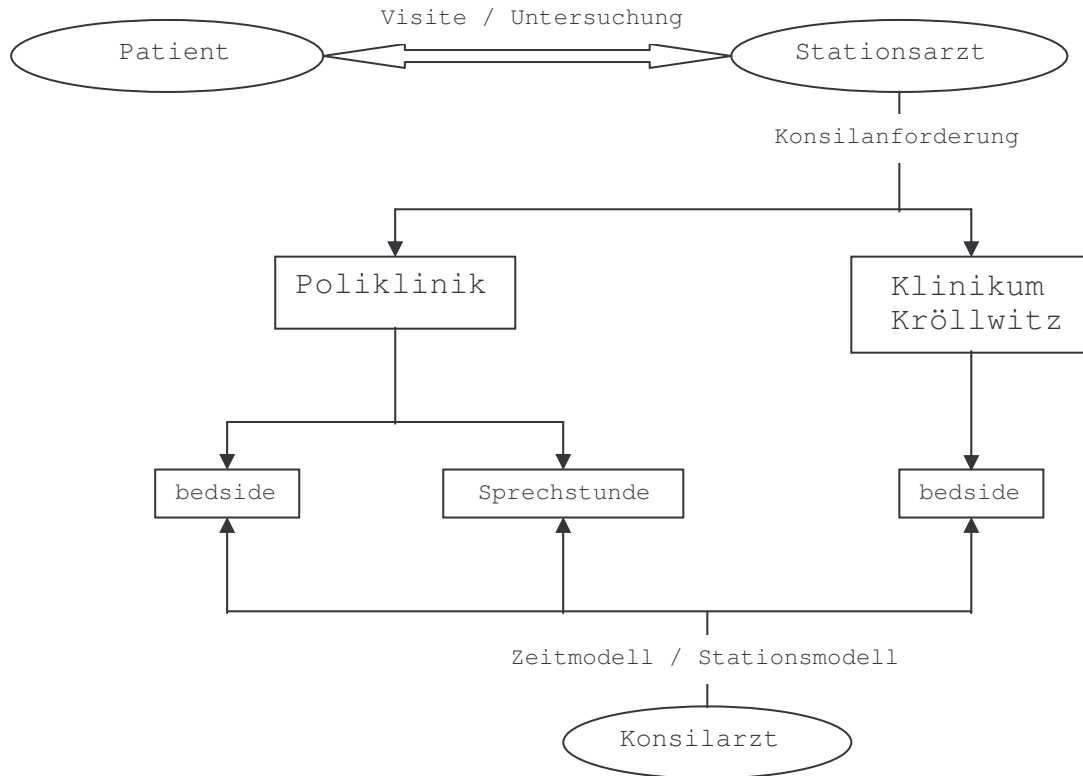 Visite / Untersuchung
Patient
Stationsarzt
Konsilanforderung
Poliklinik
Klinikum
Kröllwitz
bedside
Sprechstunde
bedside
Zeitmodell / Stationsmodell
Konsilarzt